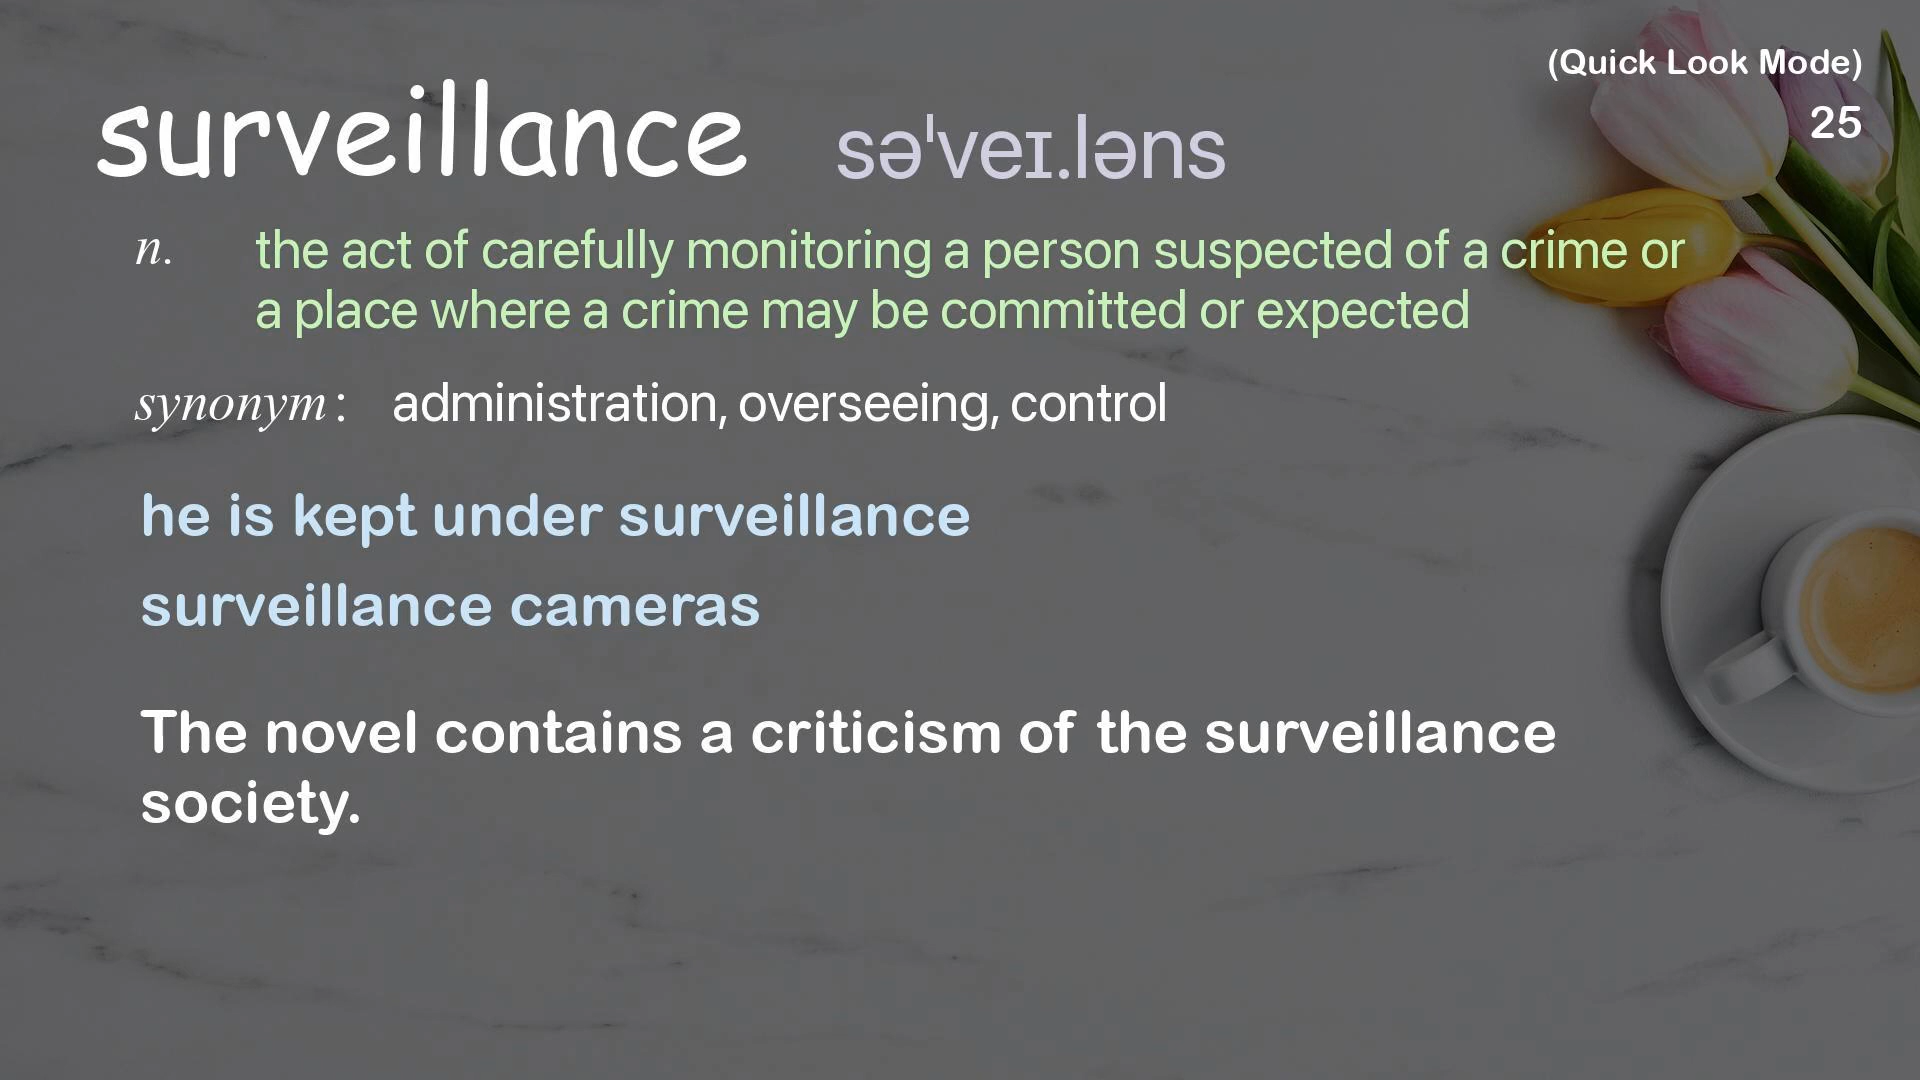 (Quick Look Mode)
25
surveillance səˈveɪ.ləns
n. the act of carefully monitoring a person suspected of a crime or
a place where a crime may be committed or expected
synonym: administration, overseeing, control
he is kept under surveillance
surveillance cameras
The novel contains a criticism of the surveillance
society.